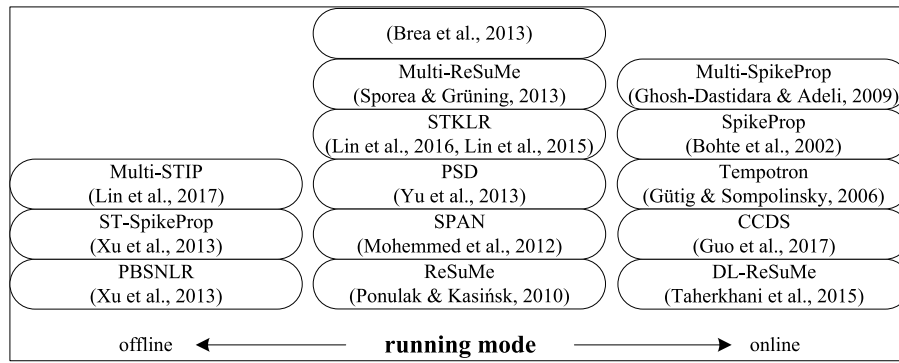 (Brea et al., 2013)
Multi-ReSuMe
(Sporea & Grüning, 2013)
Multi-SpikeProp
(Ghosh-Dastidara & Adeli, 2009)
STKLR
(Lin et al., 2016, Lin et al., 2015)
SpikeProp
(Bohte et al., 2002)
Multi-STIP
(Lin et al., 2017)
PSD
(Yu et al., 2013)
Tempotron
(Gütig & Sompolinsky, 2006)
ST-SpikeProp
(Xu et al., 2013)
SPAN
(Mohemmed et al., 2012)
CCDS
(Guo et al., 2017)
PBSNLR
(Xu et al., 2013)
ReSuMe
(Ponulak & Kasińsk, 2010)
DL-ReSuMe
(Taherkhani et al., 2015)
offline running mode online